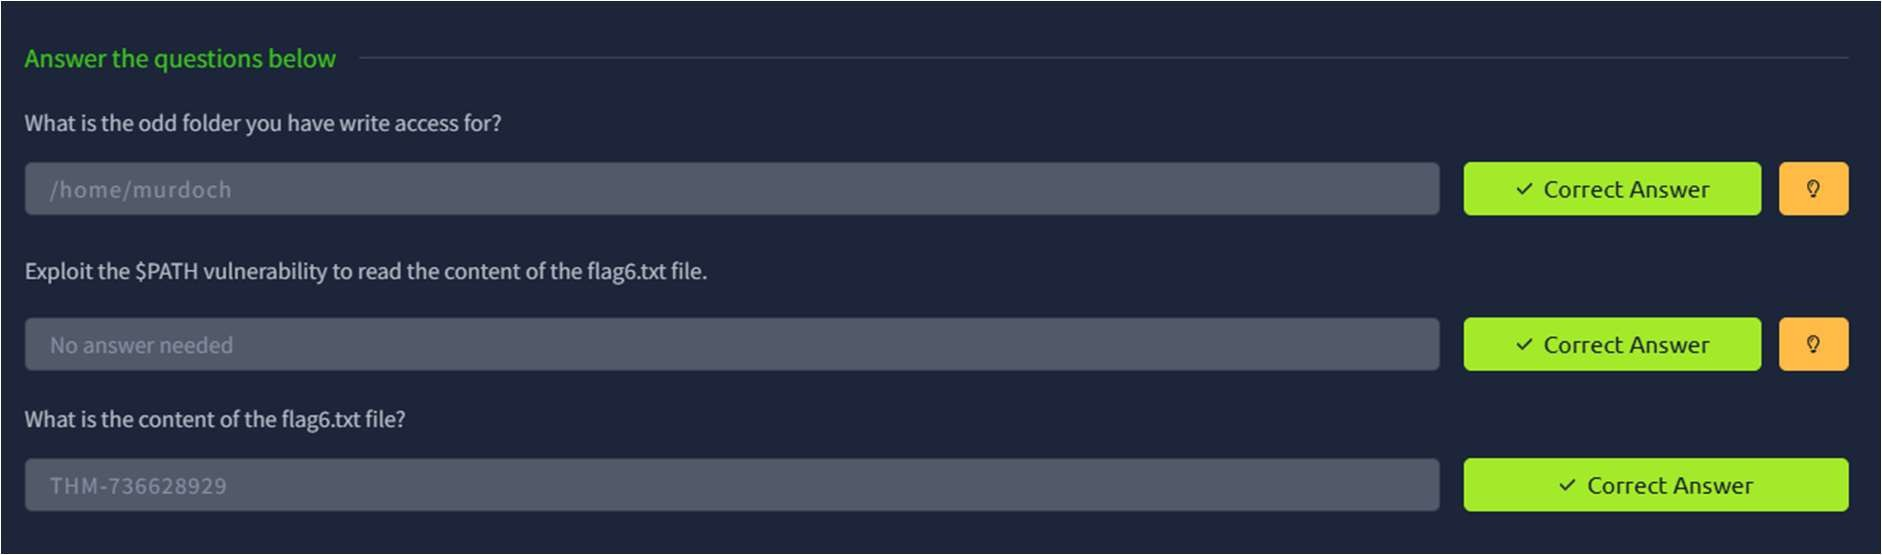 Answer the questions below
What is the odd folder you have write access for?
/home/murdoch
Correct Answer
Exploit the $PATH vulnerability to read the content of the flag6.txt file.
No answer needed
Correct Answer
What is the content of the flag6.txt file?
THM-736628929
Correct Answer